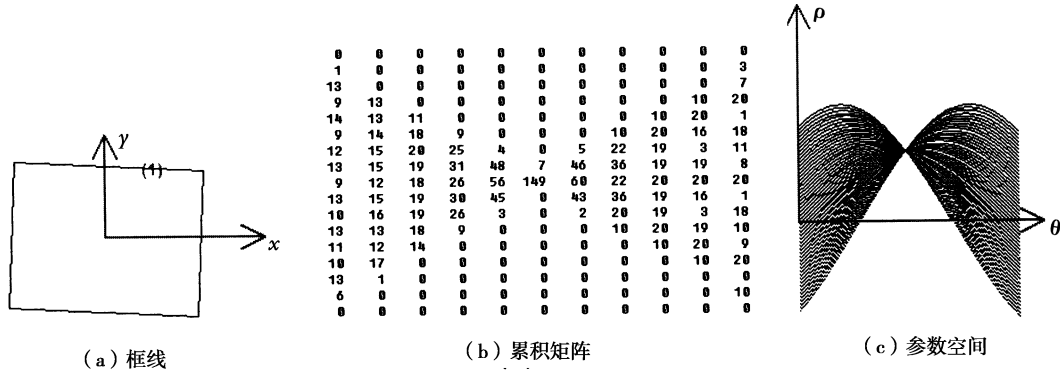 y
(1)
x
0 0 0 0 0 0 0 0 0 0 0
1 0 0 0 0 0 0 0 0 0 3
13 0 0 0 0 0 0 0 0 0 7
9 13 0 0 0 0 0 0 0 10 20
14 13 11 0 0 0 0 0 10 20 1
9 14 18 9 0 0 0 10 20 16 18
12 15 20 25 4 0 5 22 19 3 11
13 15 19 31 48 7 46 36 19 19 8
9 12 18 26 56 149 60 22 20 20 20
13 15 19 30 45 0 43 36 19 16 1
10 16 19 26 3 0 2 20 19 3 18
13 13 18 9 0 0 0 10 20 19 10
11 12 14 0 0 0 0 0 10 20 9
10 17 0 0 0 0 0 0 0 10 20
13 1 0 0 0 0 0 0 0 0 0
6 0 0 0 0 0 0 0 0 0 10
0 0 0 0 0 0 0 0 0 0 0
ρ
θ
（a）框线
（b）累积矩阵
（c）参数空间